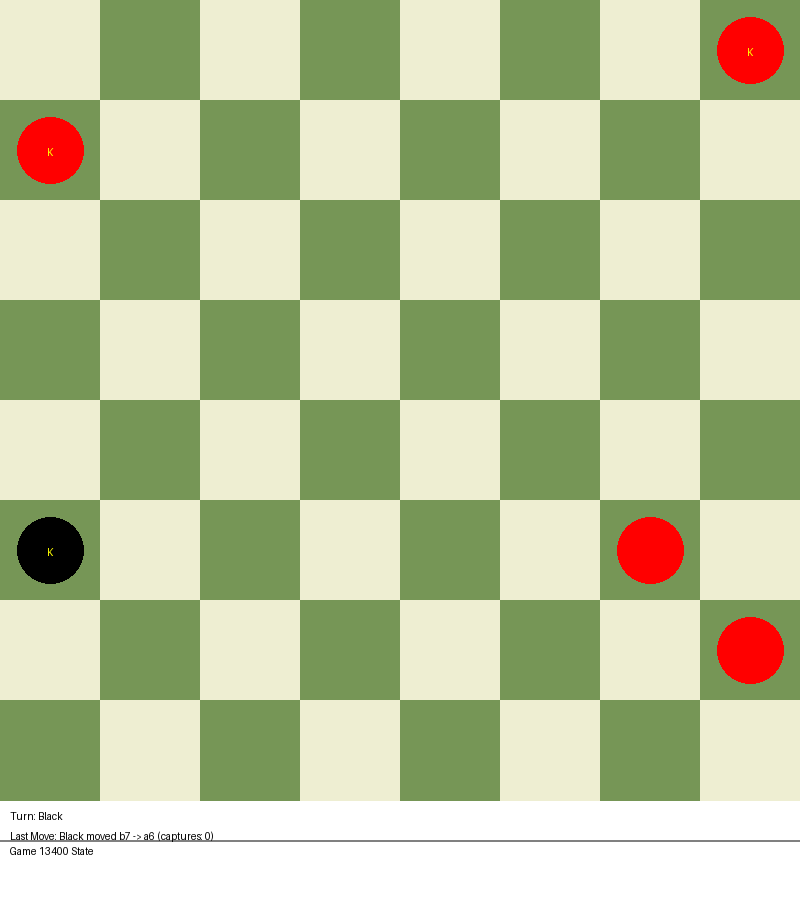 K
K
K
Turn: Black
Last Move: Black moved b7 -> a6 (captures: 0)
Game 13400 State